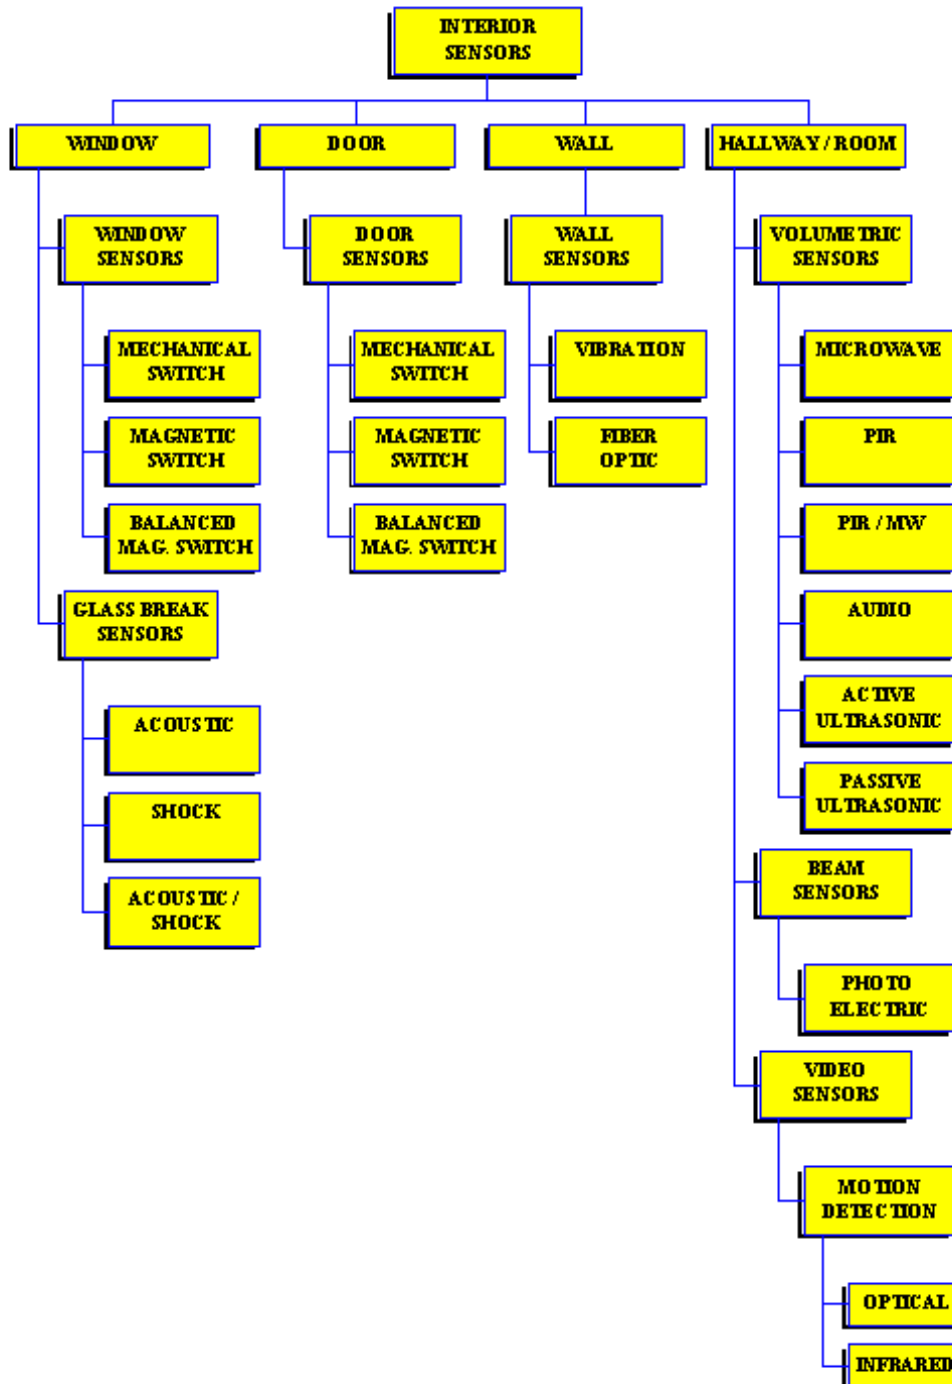 INTERIOR
SENSORS
WINDOW
DOOR
WALL
HALLWAY / ROOM
WINDOW
SENSORS
DOOR
SENSORS
WALL
SENSORS
VOLUMETRIC
SENSORS
MECHANICAL
SWITCH
MECHANICAL
SWITCH
VIBRATION
MICROWAVE
MAGNETIC
SWITCH
MAGNETIC
SWITCH
FIBER
OPTIC
PIR
BALANCED
MAG. SWITCH
BALANCED
MAG. SWITCH
PIR / MW
GLASS BREAK
SENSORS
AUDIO
ACOUSTIC
ACTIVE
ULTRASONIC
SHOCK
PASSIVE
ULTRASONIC
ACOUSTIC /
SHOCK
BEAM
SENSORS
PHOTO
ELECTRIC
VIDEO
SENSORS
MOTION
DETECTION
OPTICAL
INFRARED